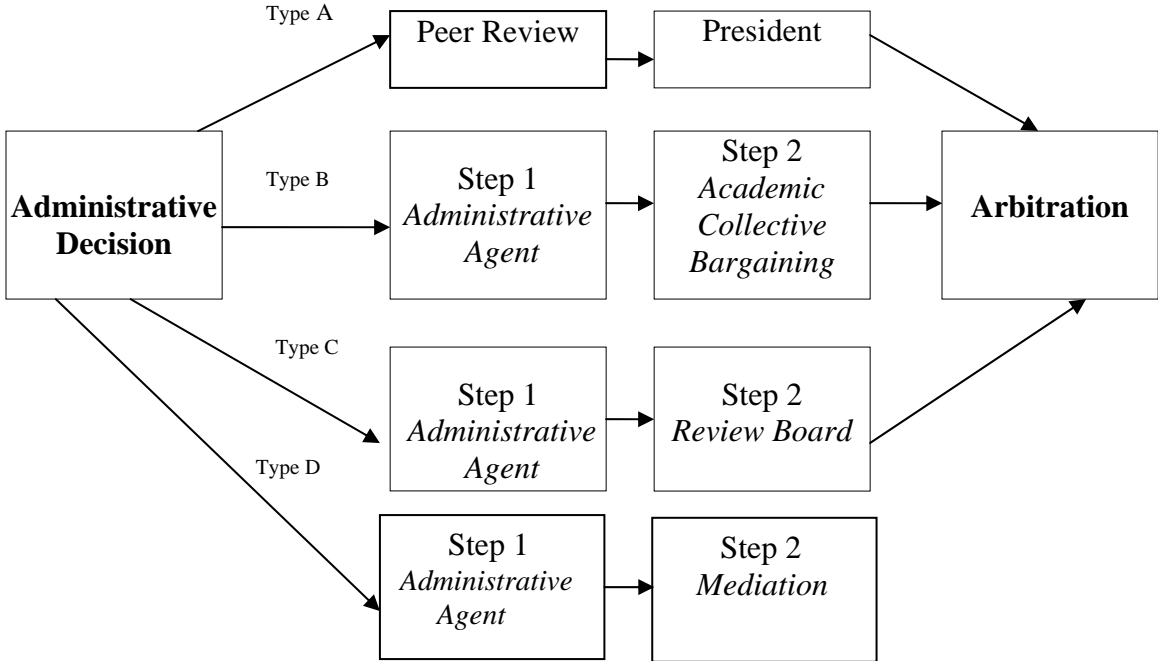 Type A
Peer Review
President
Administrative
Decision
Type B
Step 1
Administrative
Agent
Step 2
Academic
Collective
Bargaining
Arbitration
Type C
Step 1
Administrative
Agent
Step 2
Review Board
Type D
Step 1
Administrative
Agent
Step 2
Mediation